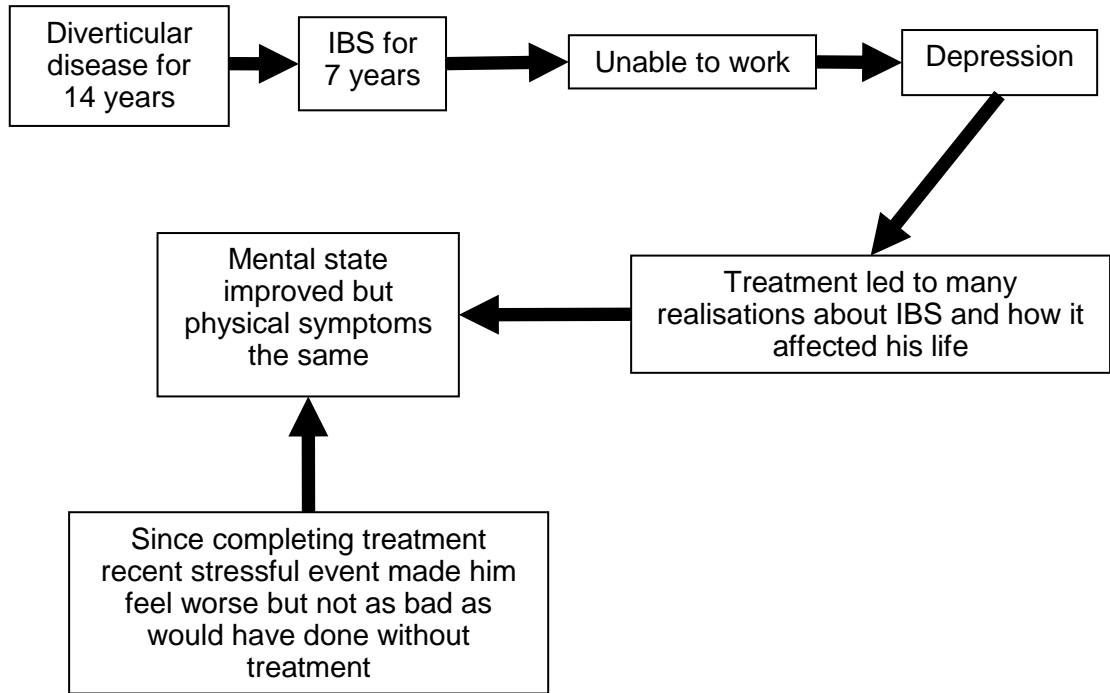 Diverticular
disease for
14 years
IBS for
7 years
Unable to work
Depression
Treatment led to many
realisations about IBS and how it
affected his life
Mental state
improved but
physical symptoms
the same
Since completing treatment
recent stressful event made him
feel worse but not as bad as
would have done without
treatment